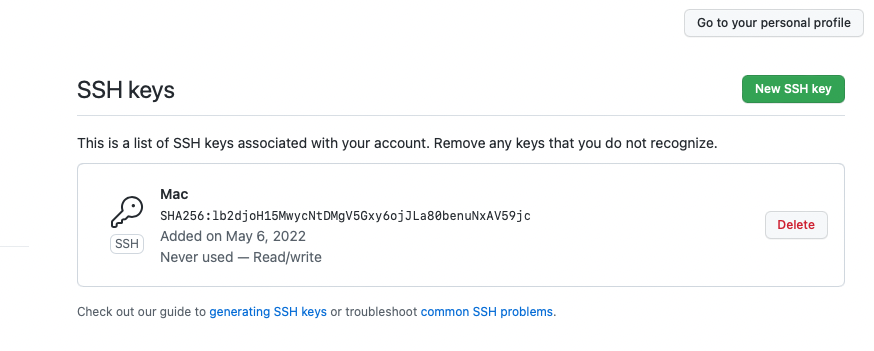 Go to your personal profile
SSH keys
New SSH key
This is a list of SSH keys associated with your account. Remove any keys that you do not recognize.
Mac
SHA256:lb2djoH15MwycNtDMgV5Gxy6ojJLa80benuNxAV59jc
Added on May 6, 2022
Never used — Read/write
SSH
Delete
Check out our guide to generating SSH keys or troubleshoot common SSH problems.